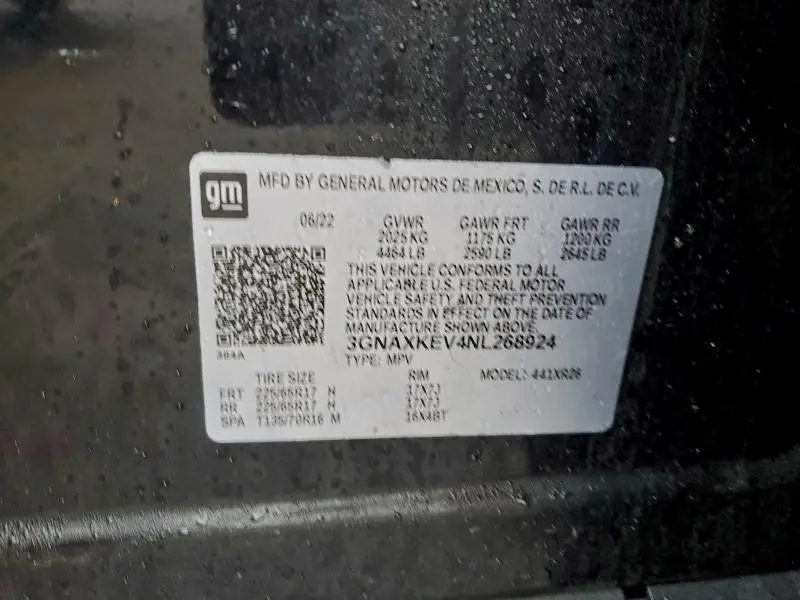 gm MFD BY GENERAL MOTORS DE MEXICO, S. DE R.L. DE C.V.
06/22 GVWR GAWR FRT GAWR RR
2025 KG 1175 KG 1200 KG
4464 LB 2590 LB 2645 LB
THIS VEHICLE CONFORMS TO ALL
APPLICABLE U.S. FEDERAL MOTOR
VEHICLE SAFETY AND THEFT PREVENTION
STANDARDS IN EFFECT ON THE DATE OF
MANUFACTURE SHOWN ABOVE.
3GNAXKEV4NL268924
384A
TYPE: MPV
TIRE SIZE RIM MODEL: 441XR26
FRT 225/65R17 H 17X7J
RR 225/65R17 H 17X7J
SPA T135/70R16 M 16X4BT